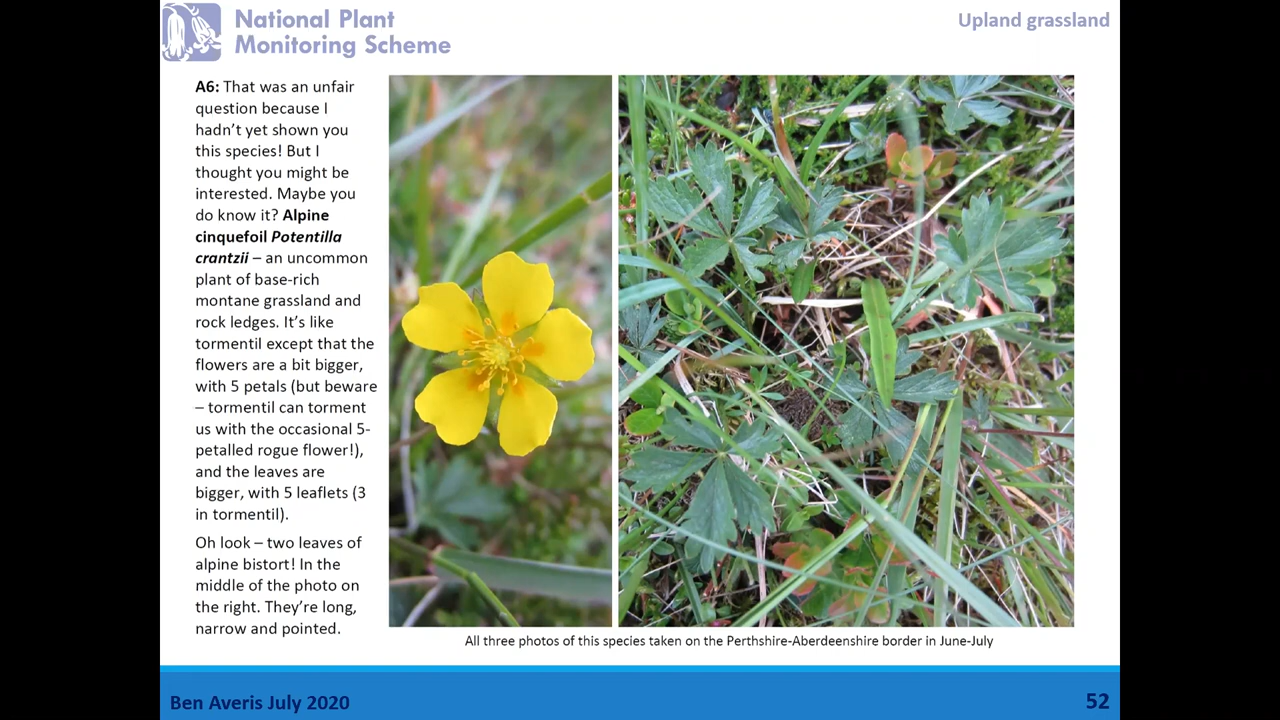 National Plant
Monitoring Scheme
Upland grassland
A6: That was an unfair
question because I
hadn't yet shown you
this species! But I
thought you might be
interested. Maybe you
do know it? Alpine
cinquefoil Potentilla
crantzii – an uncommon
plant of base-rich
montane grassland and
rock ledges. It's like
tormentil except that the
flowers are a bit bigger,
with 5 petals (but beware
– tormentil can torment
us with the occasional 5-
petalled rogue flower!),
and the leaves are
bigger, with 5 leaflets (3
in tormentil).
Oh look – two leaves of
alpine bistort! In the
middle of the photo on
the right. They're long,
narrow and pointed.
All three photos of this species taken on the Perthshire-Aberdeenshire border in June-July
Ben Averis July 2020
52